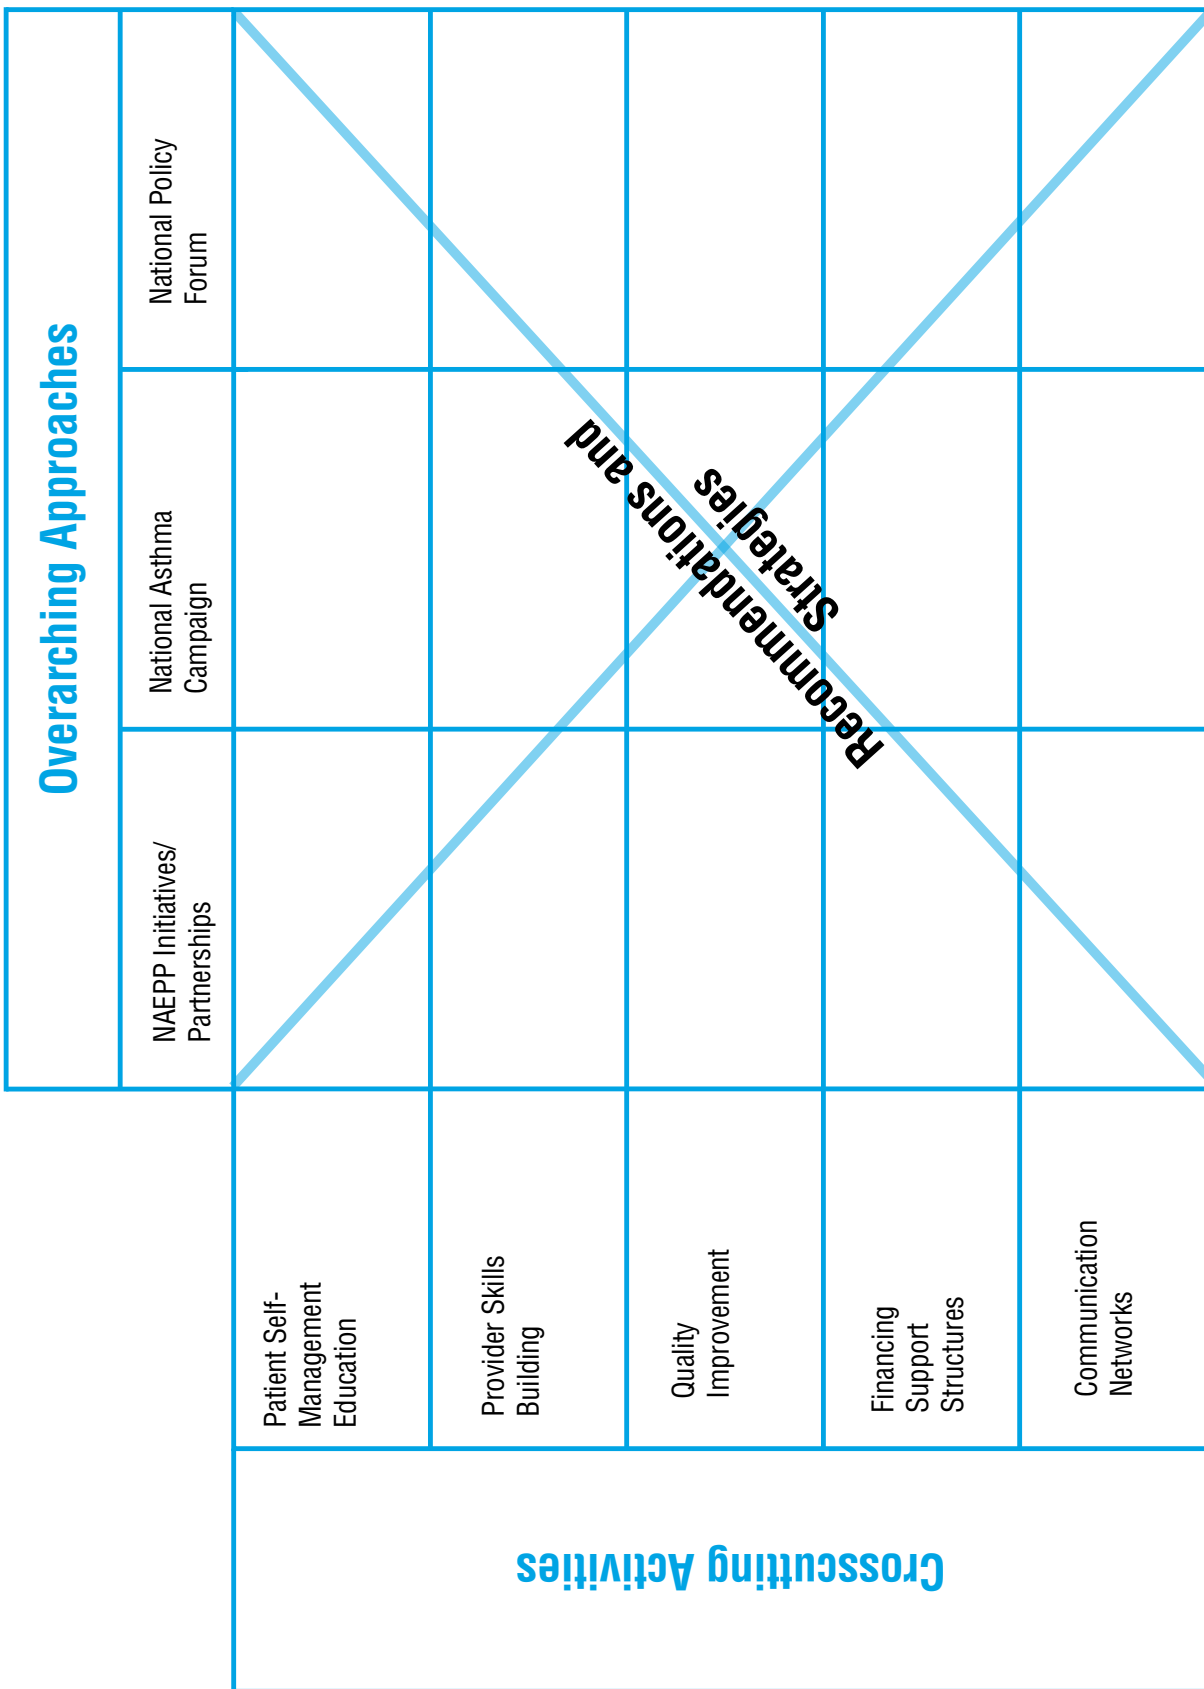 Overarching Approaches
NAEPP Initiatives/
Partnerships
National Asthma
Campaign
National Policy
Forum
Crosscutting Activities
Patient Self-
Management
Education
Provider Skills
Building
Quality
Improvement
Financing
Support
Structures
Communication
Networks
Recommendations and
Strategies